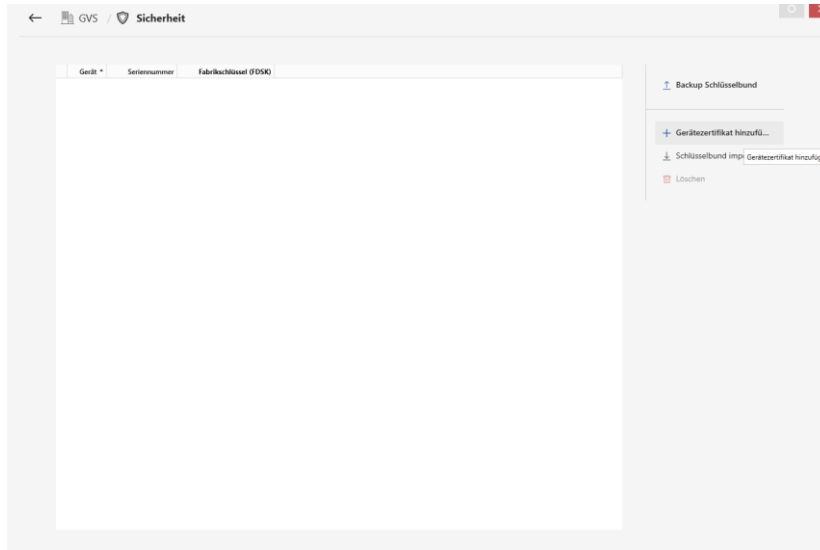 ← GVS / Sicherheit
Gerät Seriennummer Fabrikschlüssel (FDSK)
Backup Schlüsselbund
Gerätezertifikat hinzufü...
Schlüsselbund imp
Gerätezertifikat hinzufüg
Löschen